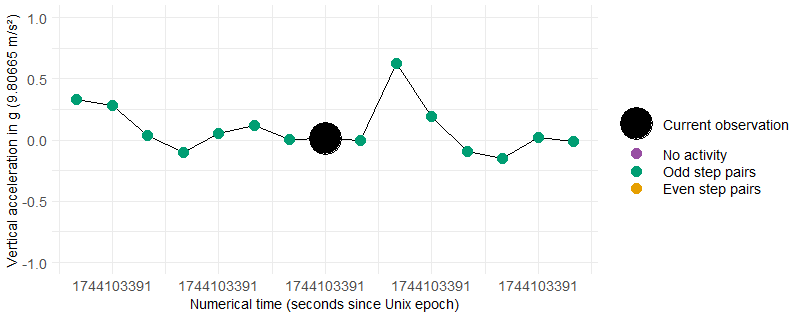 Vertical acceleration in g (9.80665 m/s²)
1.0
0.5
0.0
-0.5
-1.0
1744103391 1744103391 1744103391 1744103391 1744103391
Numerical time (seconds since Unix epoch)
Current observation
No activity
Odd step pairs
Even step pairs